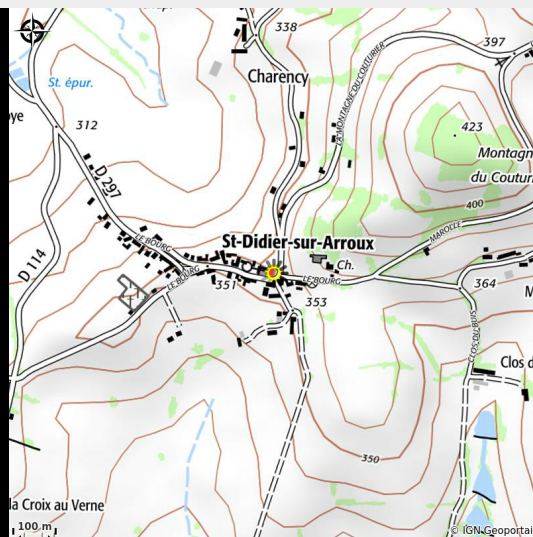 338
397
Charency
LA MONTAGNE DU COUTURIER
St. épur.
oye
312
423
Montagn
du Coutur
D 297
400
MAROLLE
St-Didier-sur-Arroux
LE BOURG
Ch.
D 114
LE BOURG
351
LE BOURG
364
353
M
CLOS DU BUIS
Clos d
350
la Croix au Verne
100 m
© IGN Geoportai